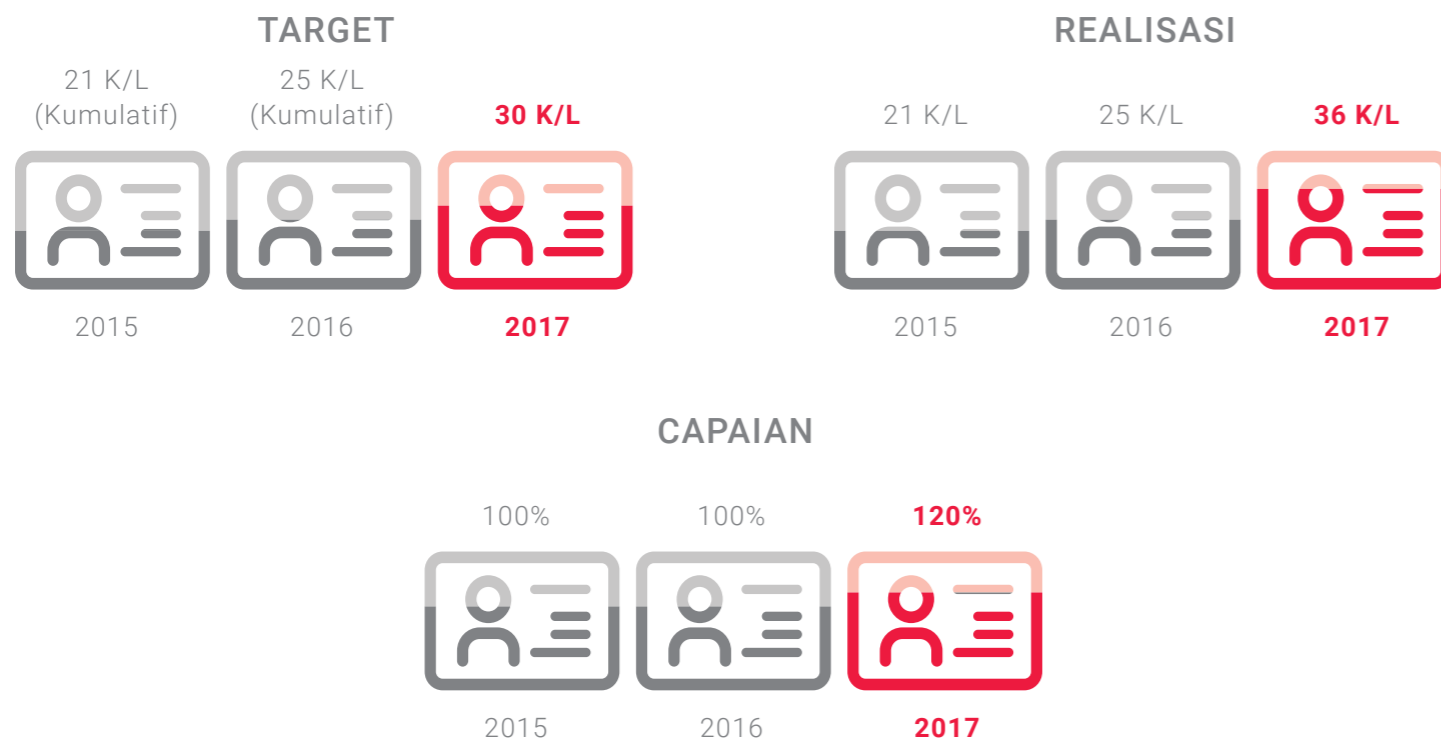 TARGET
21 K/L
(Kumulatif)
25 K/L
(Kumulatif)
30 K/L
2015
2016
2017
REALISASI
21 K/L
25 K/L
36 K/L
2015
2016
2017
CAPAIAN
100%
100%
120%
2015
2016
2017